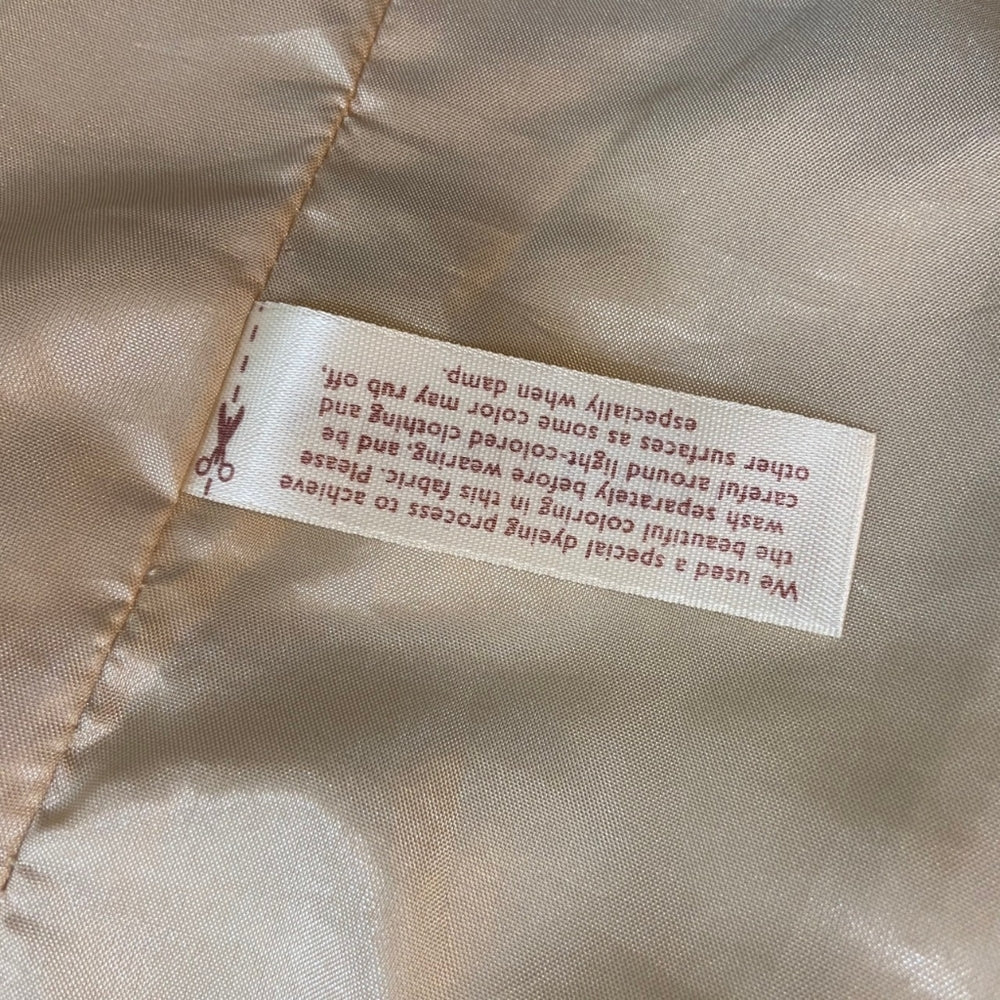 We used a special dyeing process to achieve
the beautiful coloring in this fabric. Please
wash separately before wearing, and be
careful around light-colored clothing and
other surfaces as some color may rub off,
especially when damp.